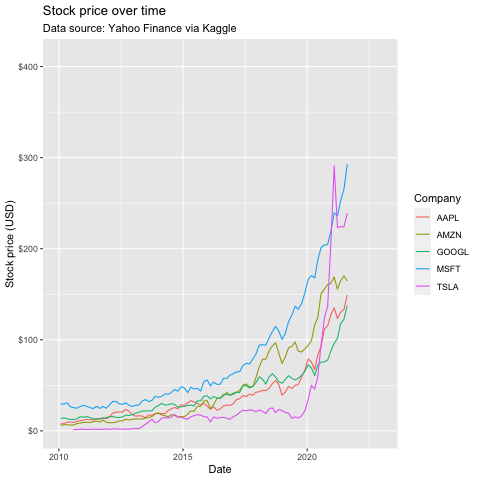 Stock price over time
Data source: Yahoo Finance via Kaggle
$400
$300
$200
$100
$0
Stock price (USD)
2010
2015
2020
Date
Company
AAPL
AMZN
GOOGL
MSFT
TSLA